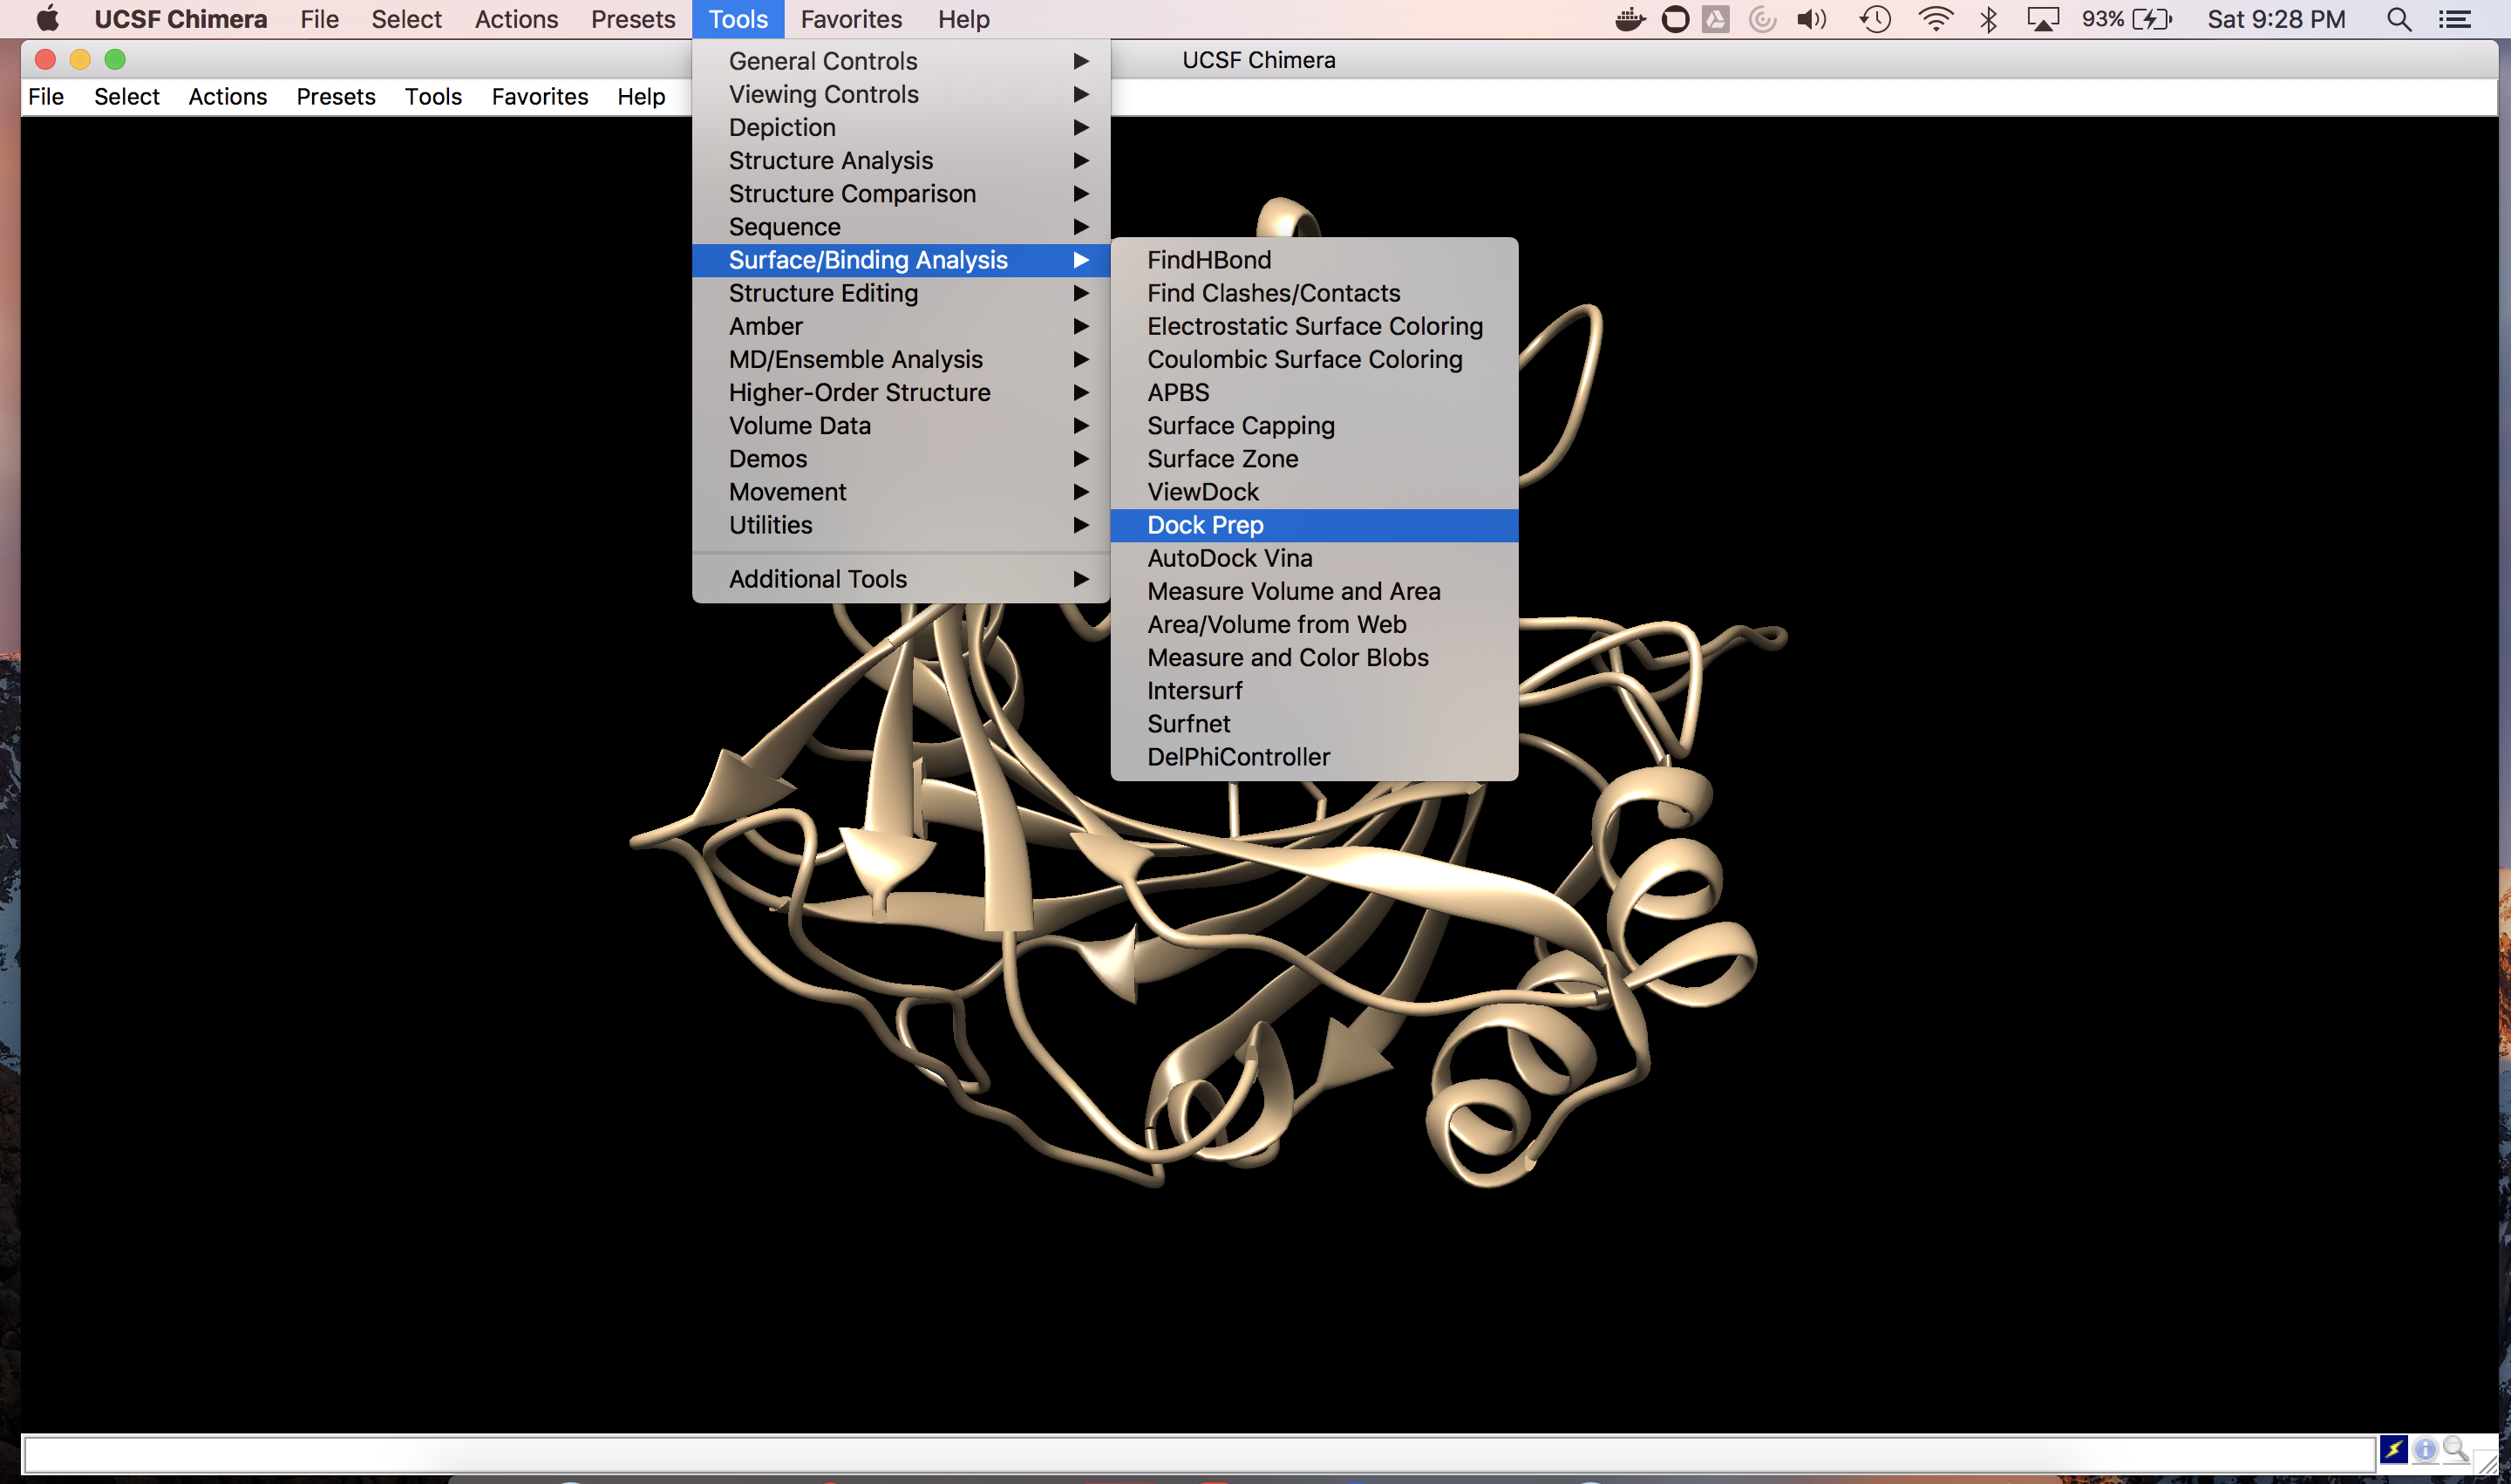 UCSF Chimera File Select Actions Presets Tools Favorites Help 93% Sat 9:28 PM
UCSF Chimera
File Select Actions Presets Tools Favorites Help
General Controls
Viewing Controls
Depiction
Structure Analysis
Structure Comparison
Sequence
Surface/Binding Analysis
Structure Editing
Amber
MD/Ensemble Analysis
Higher-Order Structure
Volume Data
Demos
Movement
Utilities
Additional Tools
FindHBond
Find Clashes/Contacts
Electrostatic Surface Coloring
Coulombic Surface Coloring
APBS
Surface Capping
Surface Zone
ViewDock
Dock Prep
AutoDock Vina
Measure Volume and Area
Area/Volume from Web
Measure and Color Blobs
Intersurf
Surfnet
DelPhiController